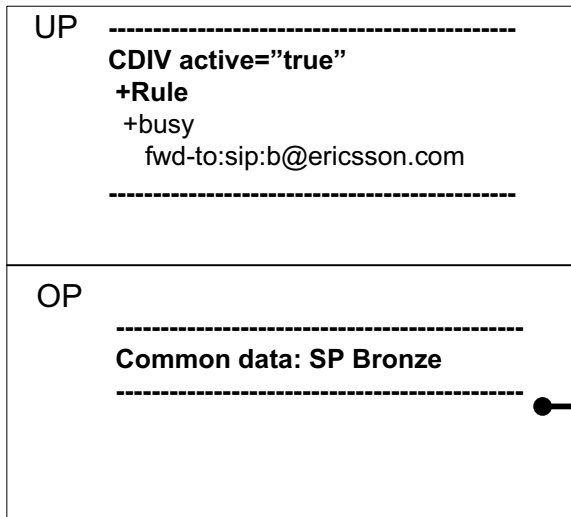 UP
-----------------------------------------------
CDIV active=”true”
+Rule
+busy
fwd-to:sip:b@ericsson.com
-----------------------------------------------
OP
-----------------------------------------------
Common data: SP Bronze
-----------------------------------------------